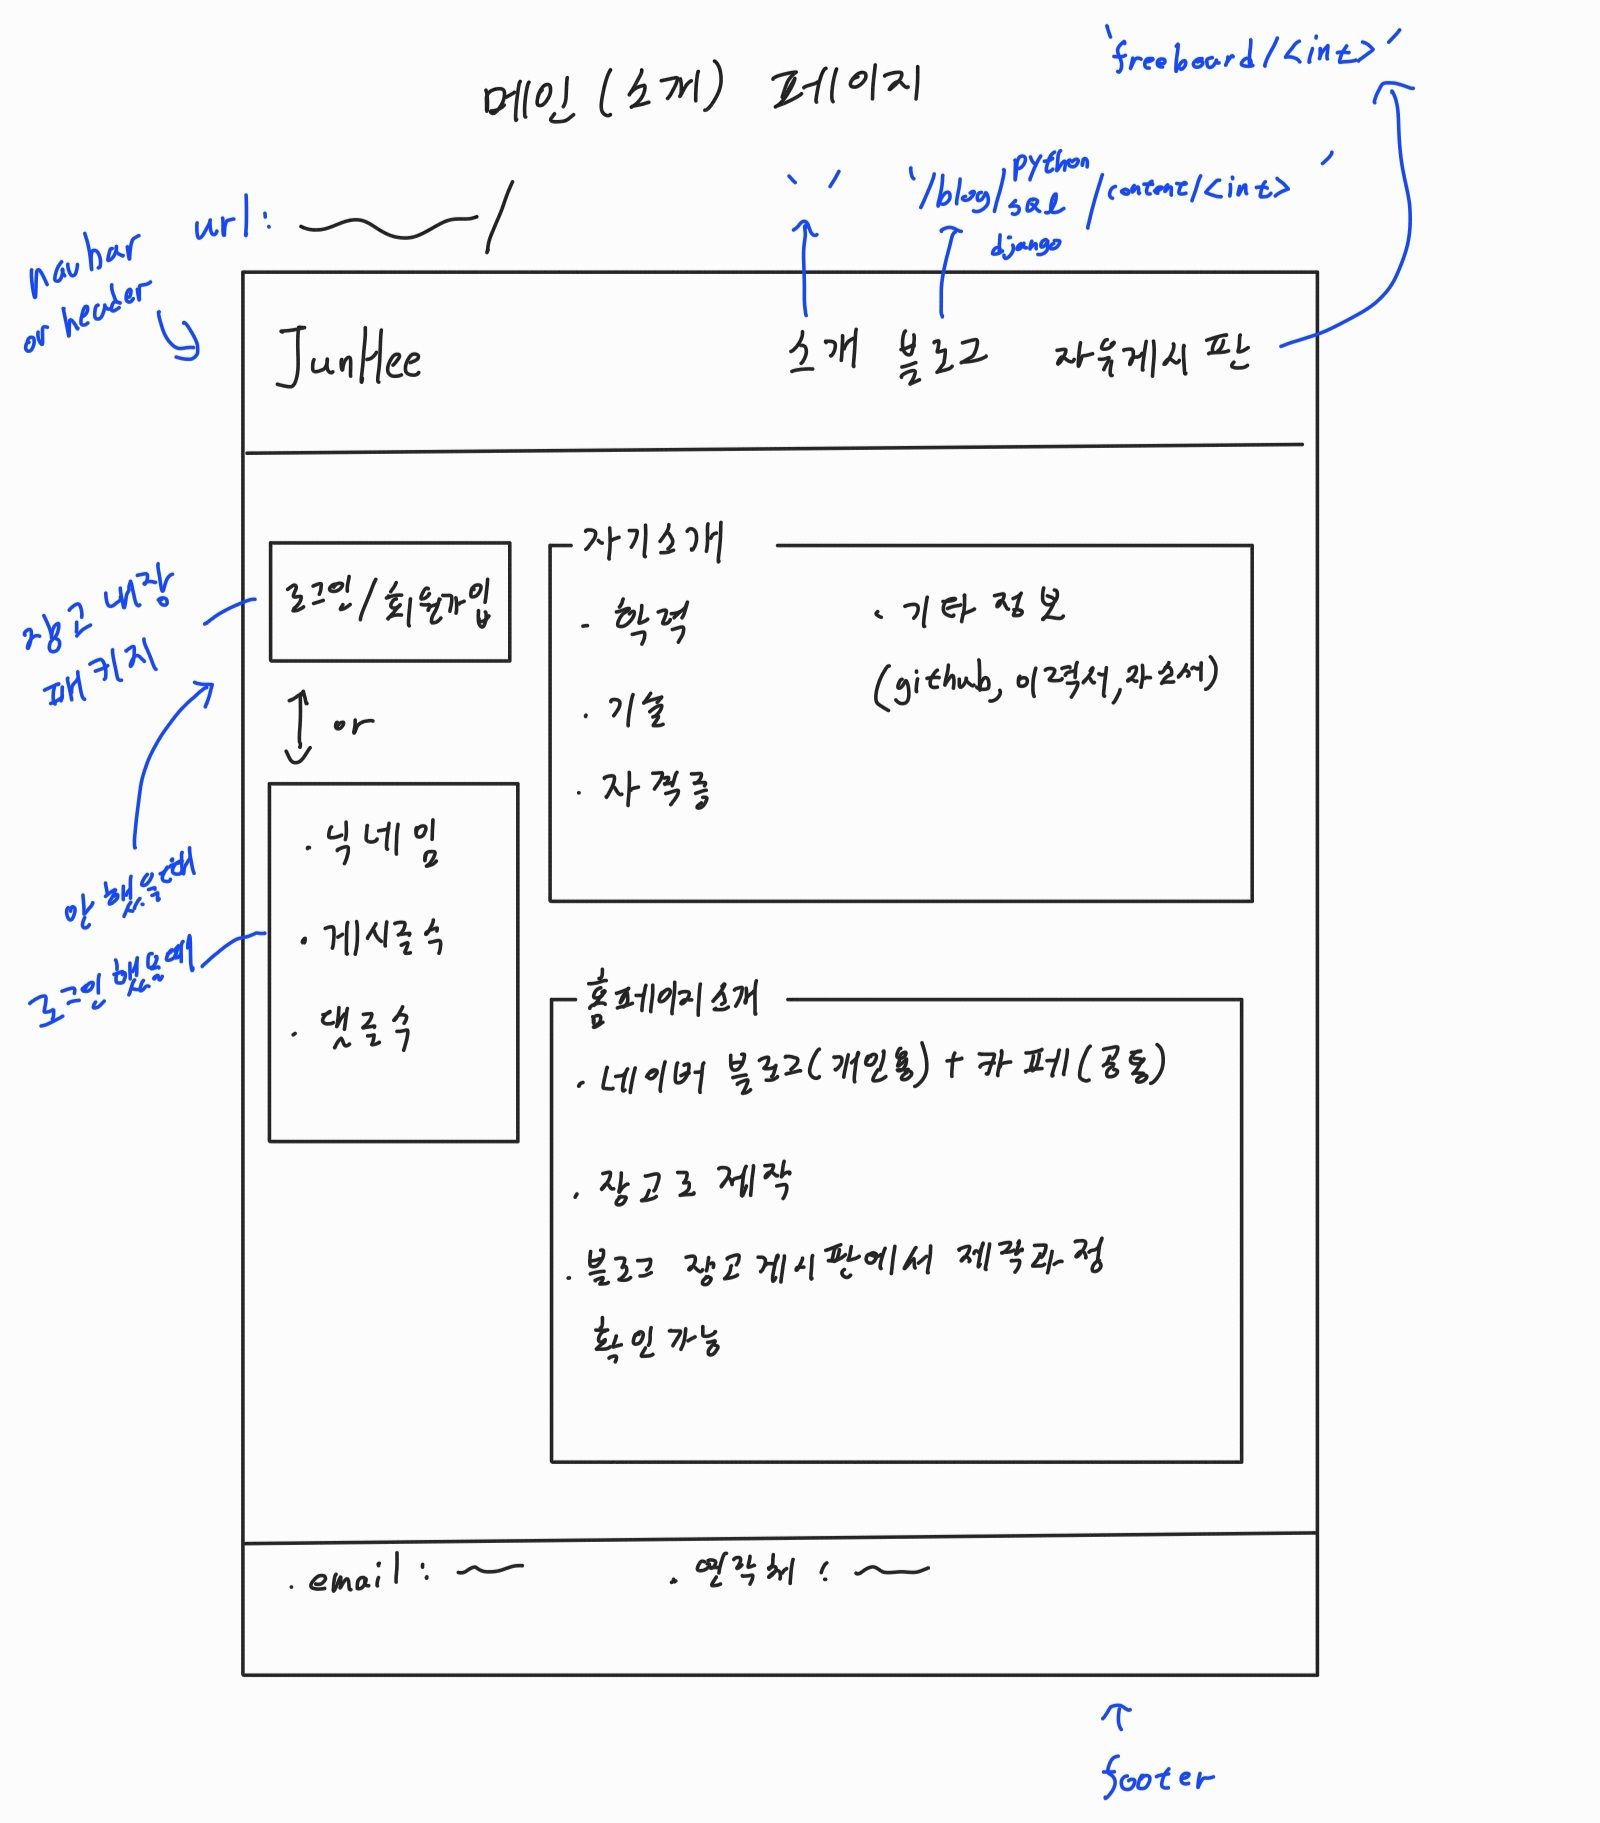 'freeboard/<int>'
메인 (소개) 페이지
' '
'/blog/python/content/<int>'
sql
django
url: /
navbar
or header
JunHee
소개 블로그 자유게시판
로그인/회원가입
장고 내장
패키지
or
안 했을때
로그인 했을때
· 닉네임
· 게시글 수
· 댓글 수
자기소개
· 학력
· 기술
· 자격증
· 기타 정보
(github, 이력서, 자소서)
홈페이지 소개
· 네이버 블로그(개인용) + 카페(공동)
· 장고로 제작
· 블로그 장고게시판에서 제작과정
확인가능
· email :
· 연락처 :
footer